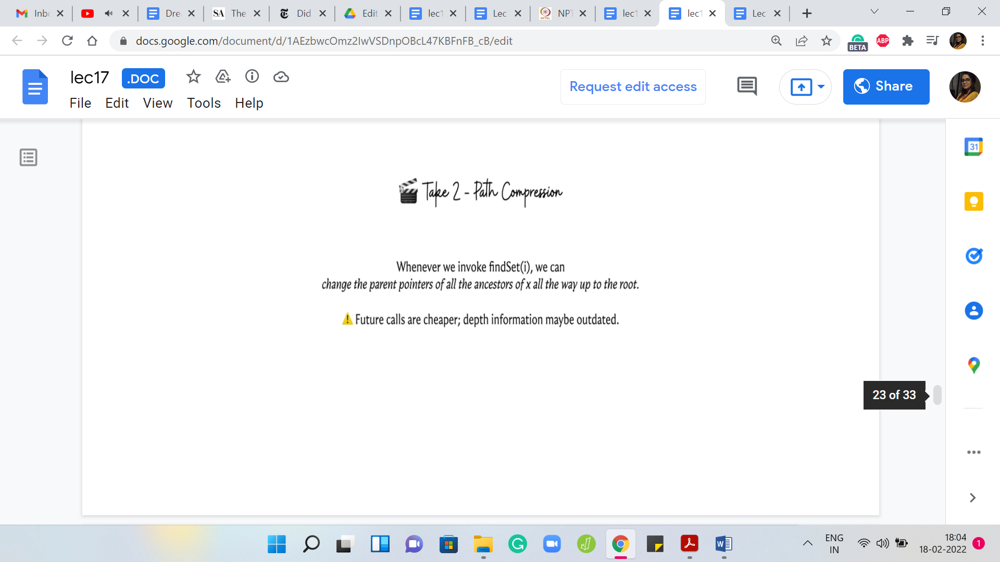 Inbo
Dre
SA The
Did
Edit
lec1
Lec
NPTEL NPT
lec1
lec1
Lec
docs.google.com/document/d/1AEzbwcOmz2IwVSDnpOBcL47KBFnFB_cB/edit
BETA
ABP
lec17 .DOC
Request edit access
Share
File Edit View Tools Help
31
🎬 Take 2 - Path Compression
Whenever we invoke findSet(i), we can
change the parent pointers of all the ancestors of x all the way up to the root.
⚠️ Future calls are cheaper; depth information maybe outdated.
23 of 33
ENG
IN
18:04
18-02-2022
1